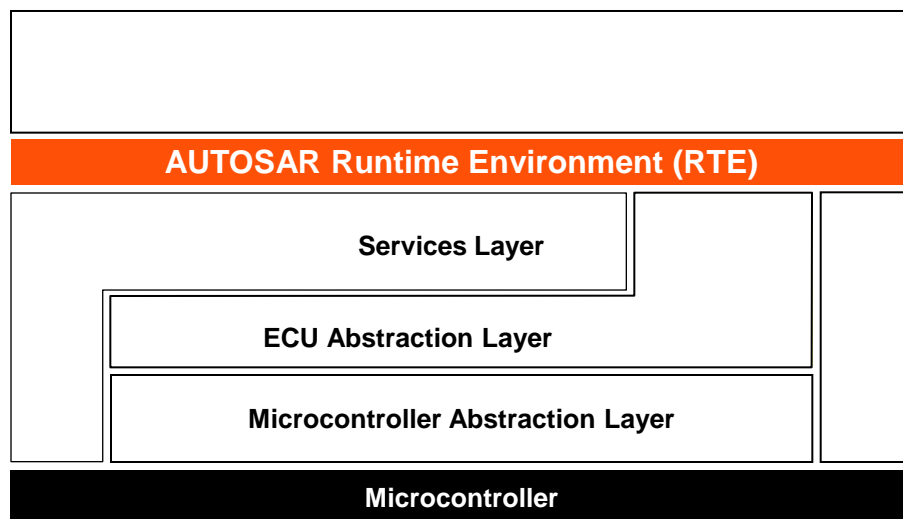 AUTOSAR Runtime Environment (RTE)
Services Layer
ECU Abstraction Layer
Microcontroller Abstraction Layer
Microcontroller